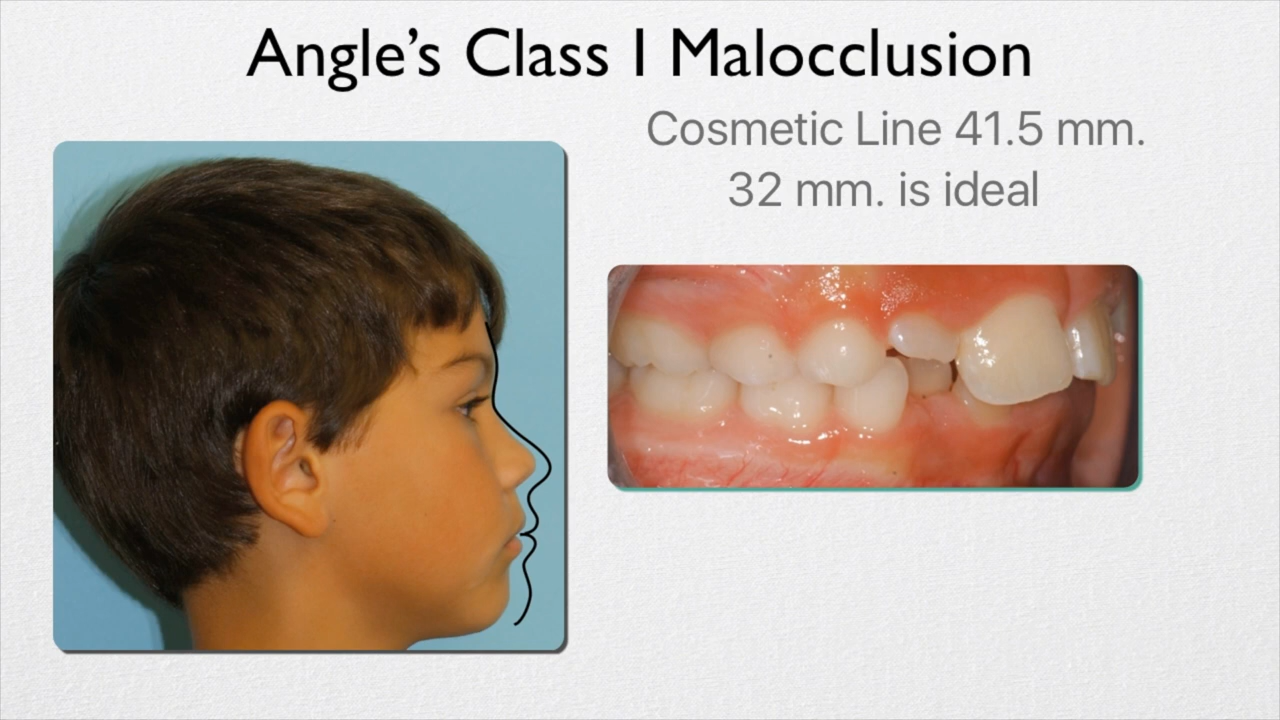 Angle’s Class I Malocclusion
Cosmetic Line 41.5 mm.
32 mm. is ideal